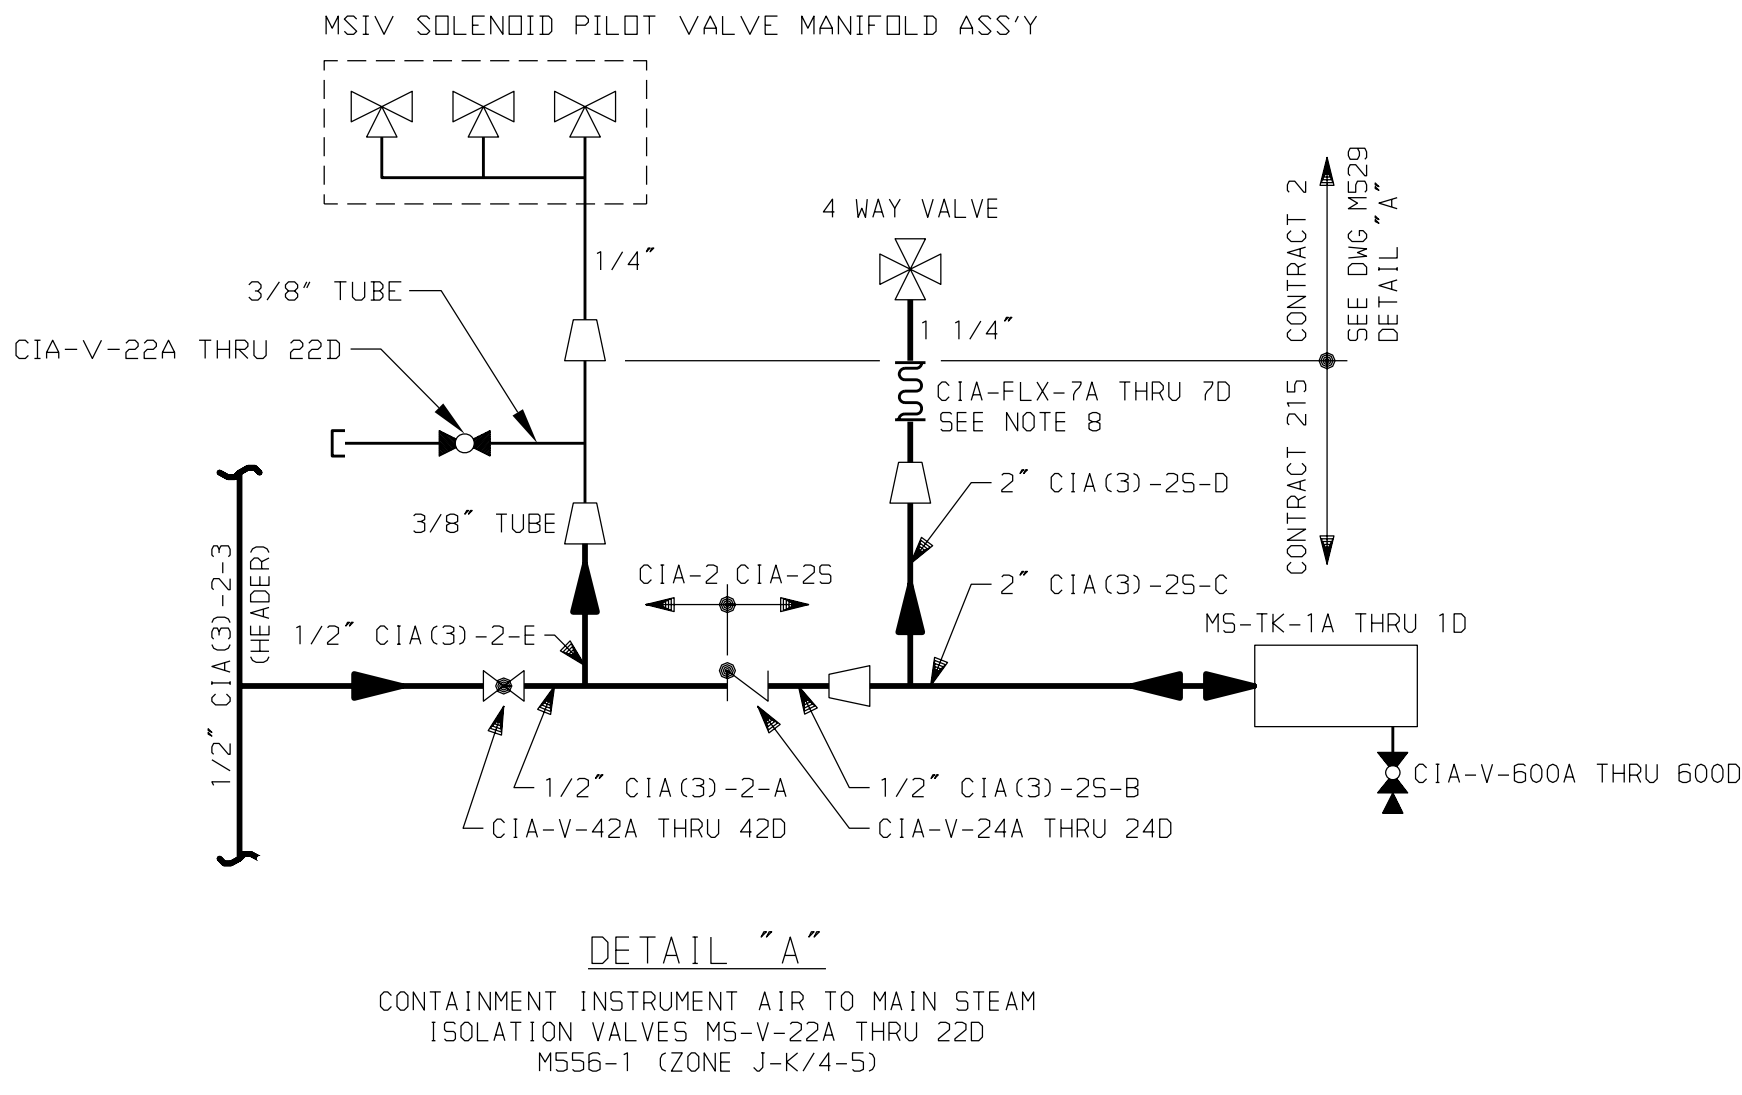 MSIV SOLENOID PILOT VALVE MANIFOLD ASS'Y
4 WAY VALVE
1/4"
3/8" TUBE
CIA-V-22A THRU 22D
1 1/4"
CIA-FLX-7A THRU 7D
SEE NOTE 8
CONTRACT 2
SEE DWG M529
DETAIL "A"
CONTRACT 215
2" CIA(3)-2S-D
3/8" TUBE
CIA-2
CIA-2S
2" CIA(3)-2S-C
1/2" CIA(3)-2-3
(HEADER)
1/2" CIA(3)-2-E
MS-TK-1A THRU 1D
1/2" CIA(3)-2-A
1/2" CIA(3)-2S-B
CIA-V-600A THRU 600D
CIA-V-42A THRU 42D
CIA-V-24A THRU 24D
DETAIL "A"
CONTAINMENT INSTRUMENT AIR TO MAIN STEAM
ISOLATION VALVES MS-V-22A THRU 22D
M556-1 (ZONE J-K/4-5)